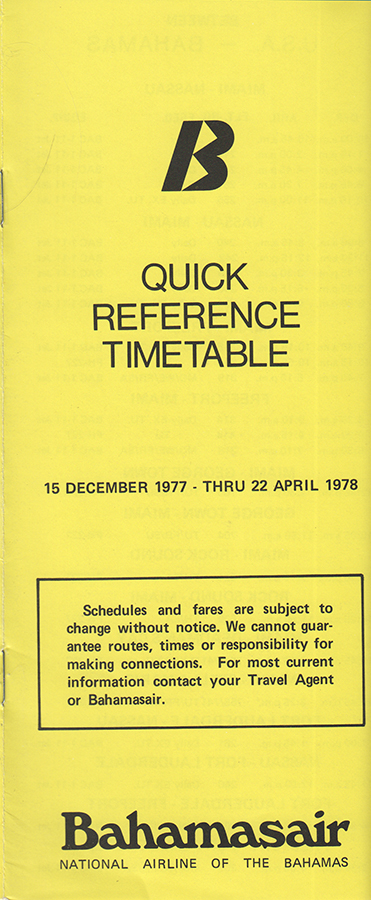 B
QUICK
REFERENCE
TIMETABLE
15 DECEMBER 1977 - THRU 22 APRIL 1978
Schedules and fares are subject to
change without notice. We cannot guar-
antee routes, times or responsibility for
making connections. For most current
information contact your Travel Agent
or Bahamasair.
Bahamasair
NATIONAL AIRLINE OF THE BAHAMAS